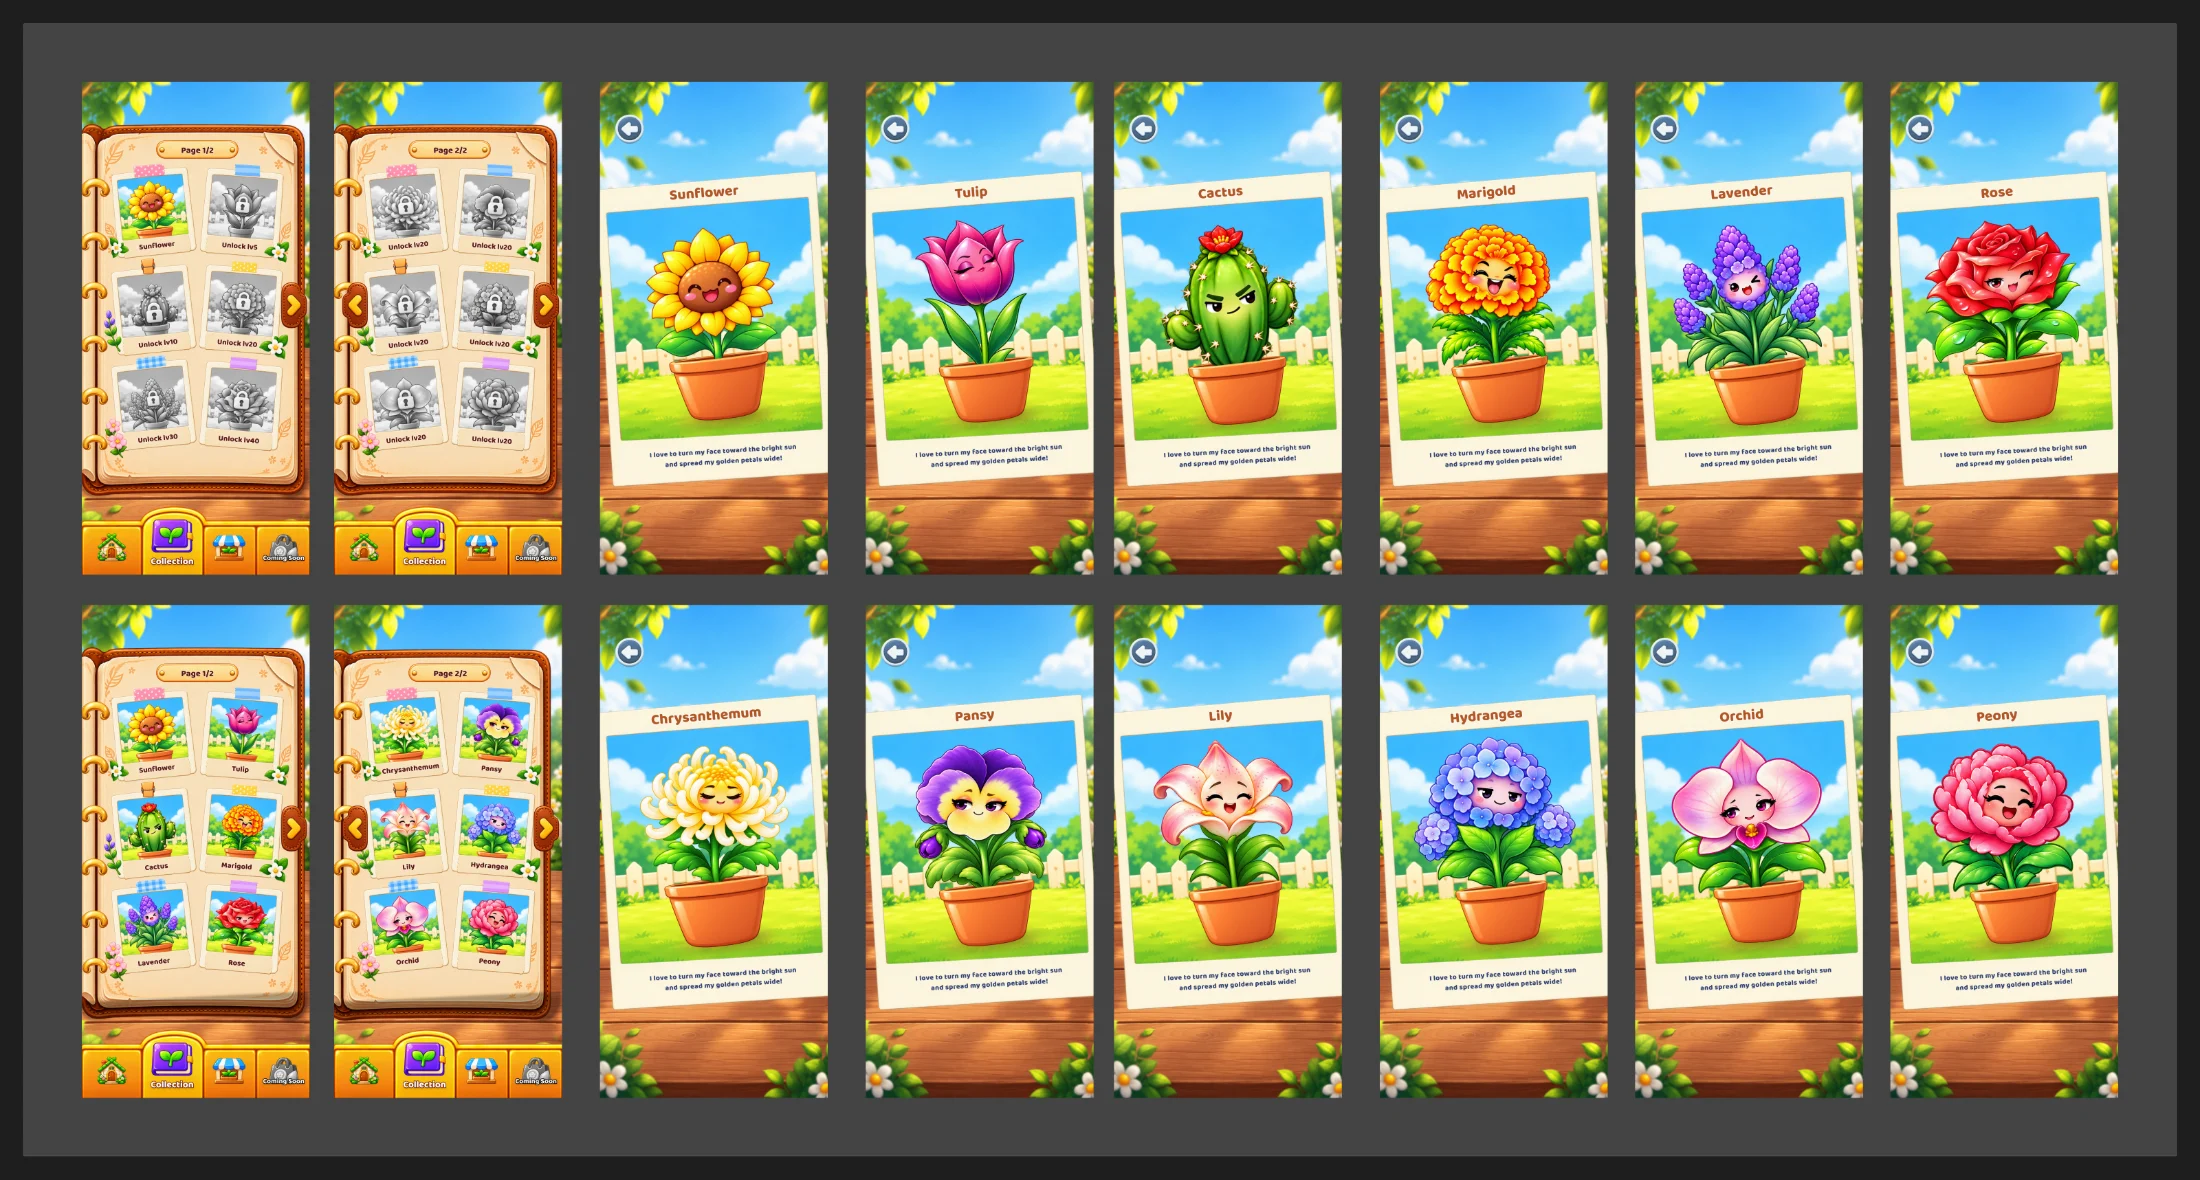 Page 1/2
Sunflower
Unlock lv5
Unlock lv10
Unlock lv20
Unlock lv30
Unlock lv40
Collection
Coming Soon
Page 2/2
Unlock lv20
Unlock lv20
Unlock lv20
Unlock lv20
Unlock lv20
Unlock lv20
Collection
Coming Soon
Sunflower
I love to turn my face toward the bright sun
and spread my golden petals wide!
Tulip
I love to turn my face toward the bright sun
and spread my golden petals wide!
Cactus
I love to turn my face toward the bright sun
and spread my golden petals wide!
Marigold
I love to turn my face toward the bright sun
and spread my golden petals wide!
Lavender
I love to turn my face toward the bright sun
and spread my golden petals wide!
Rose
I love to turn my face toward the bright sun
and spread my golden petals wide!
Page 1/2
Sunflower
Tulip
Cactus
Marigold
Lavender
Rose
Collection
Coming Soon
Page 2/2
Chrysanthemum
Pansy
Lily
Hydrangea
Orchid
Peony
Collection
Coming Soon
Chrysanthemum
I love to turn my face toward the bright sun
and spread my golden petals wide!
Pansy
I love to turn my face toward the bright sun
and spread my golden petals wide!
Lily
I love to turn my face toward the bright sun
and spread my golden petals wide!
Hydrangea
I love to turn my face toward the bright sun
and spread my golden petals wide!
Orchid
I love to turn my face toward the bright sun
and spread my golden petals wide!
Peony
I love to turn my face toward the bright sun
and spread my golden petals wide!